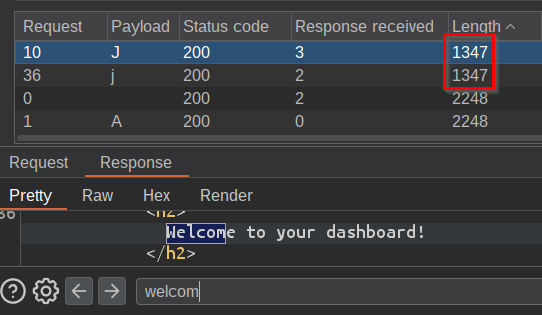 Request Payload Status code Response received Length
10 J 200 3 1347
36 j 200 2 1347
0 200 2 2248
1 A 200 0 2248
Request Response
Pretty Raw Hex Render
36 <h2>
Welcome to your dashboard!
</h2>
? welcom